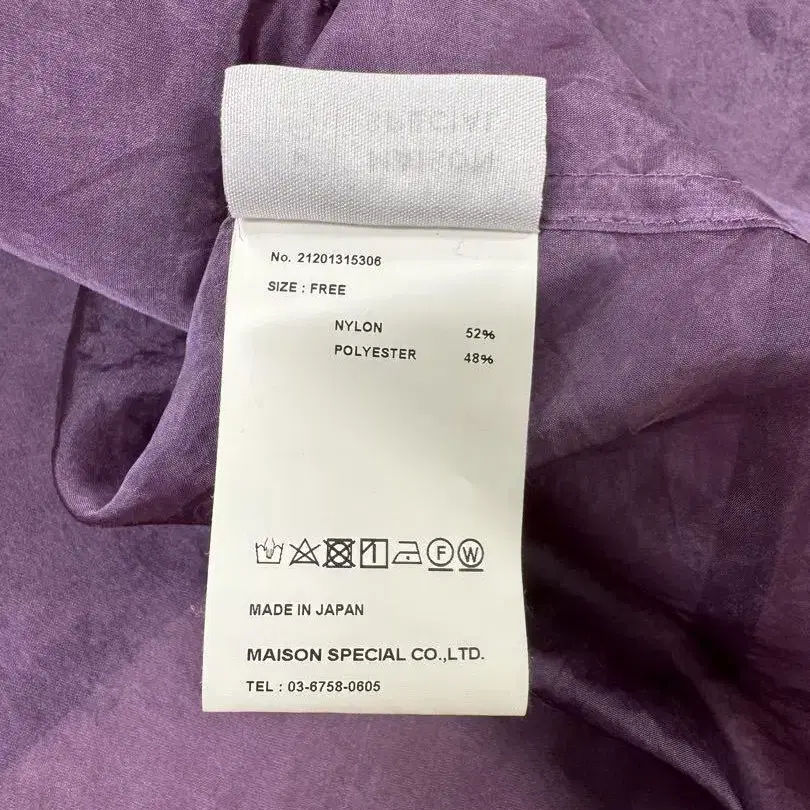 No. 21201315306
SIZE : FREE
NYLON 52%
POLYESTER 48%
F W
MADE IN JAPAN
MAISON SPECIAL CO.,LTD.
TEL : 03-6758-0605